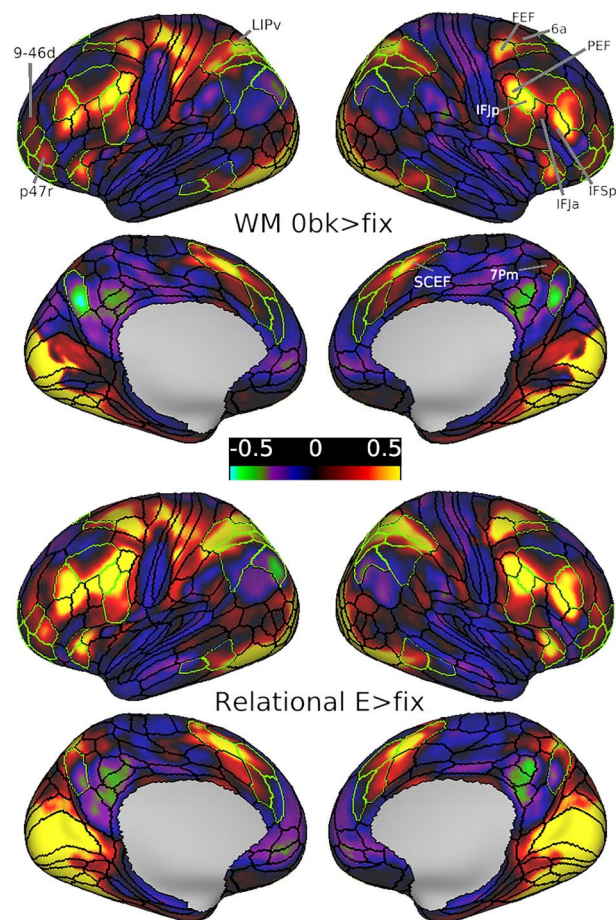 LIPv
9-46d
p47r
FEF
6a
PEF
IFJp
IFJa
IFSp
WM 0bk>fix
SCEF
7Pm
-0.5 0 0.5
Relational E>fix